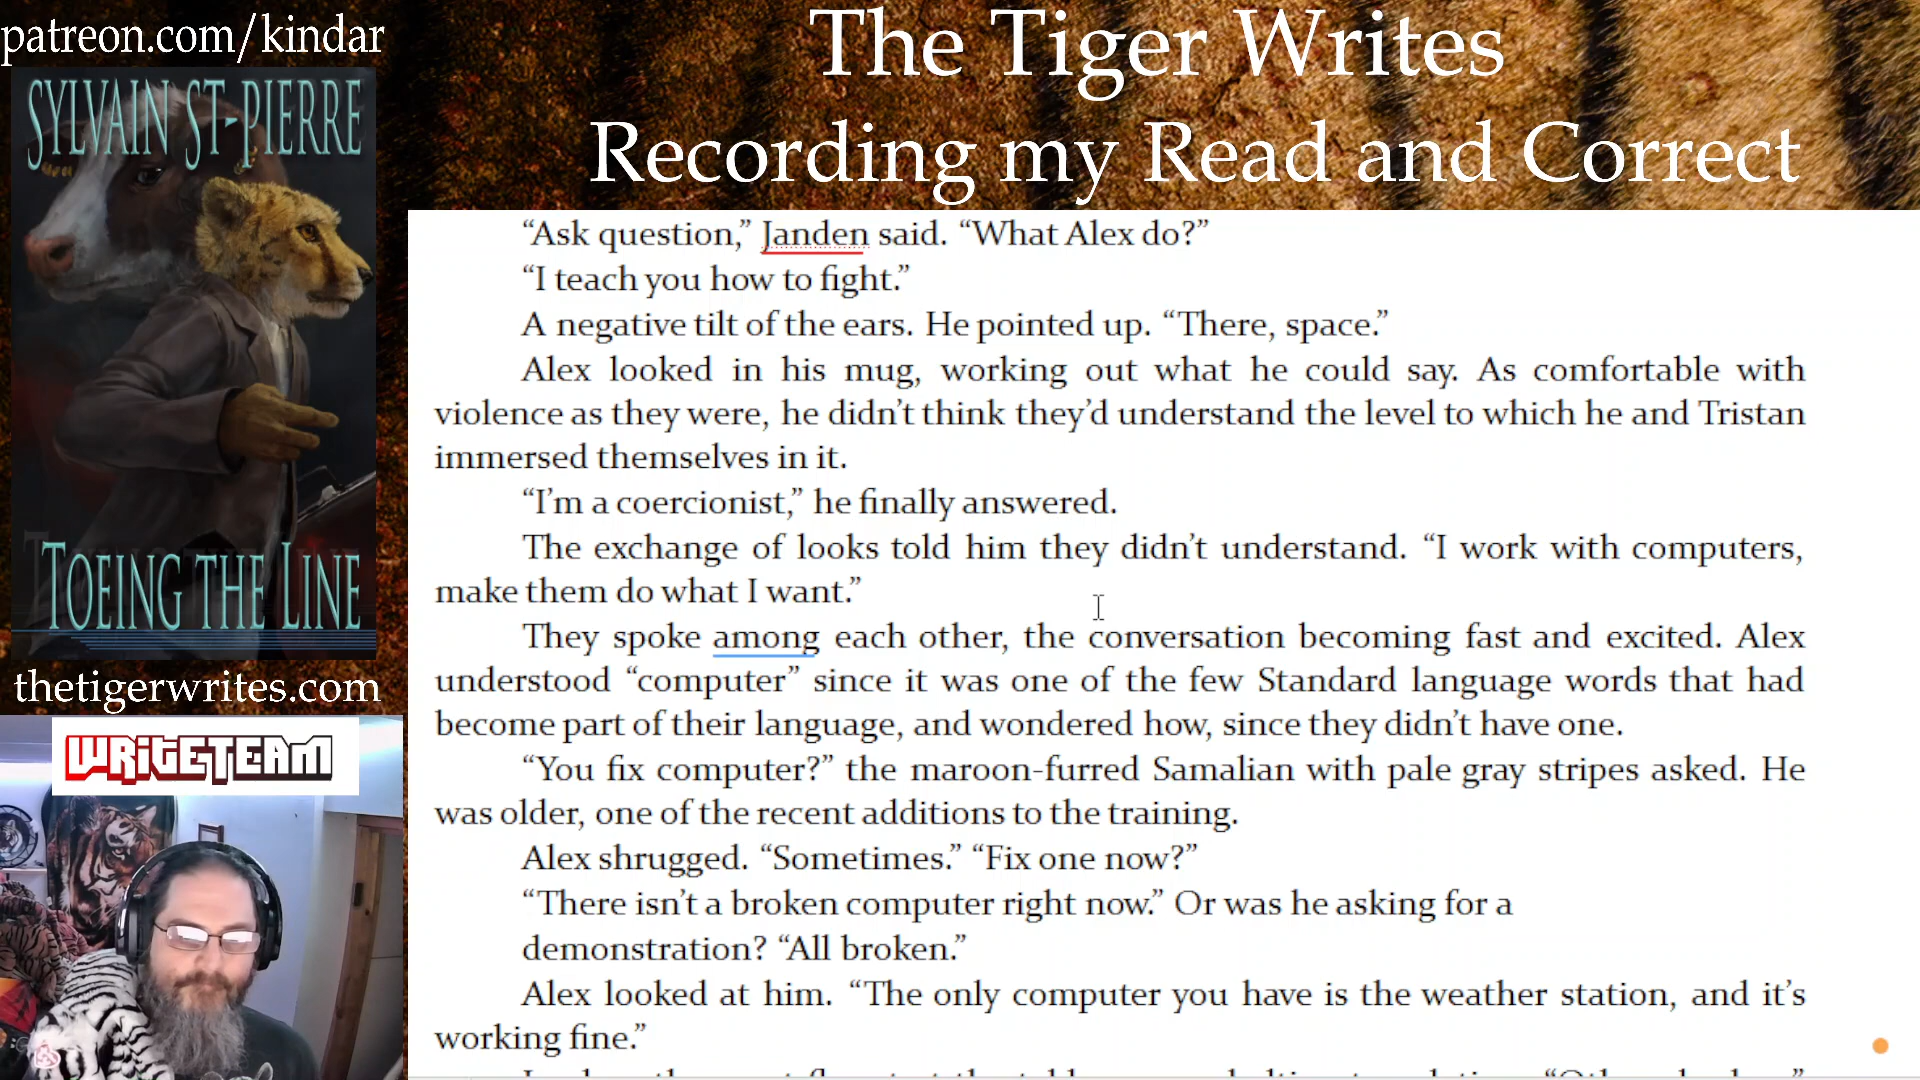 patreon.com/kindar
SYLVAIN ST-PIERRE
TOEING THE LINE
thetigerwrites.com
WRITETEAM
The Tiger Writes
Recording my Read and Correct
“Ask question,” Janden said. “What Alex do?”
“I teach you how to fight.”
A negative tilt of the ears. He pointed up. “There, space.”
Alex looked in his mug, working out what he could say. As comfortable with
violence as they were, he didn’t think they’d understand the level to which he and Tristan
immersed themselves in it.
“I’m a coercionist,” he finally answered.
The exchange of looks told him they didn’t understand. “I work with computers,
make them do what I want.”
They spoke among each other, the conversation becoming fast and excited. Alex
understood “computer” since it was one of the few Standard language words that had
become part of their language, and wondered how, since they didn’t have one.
“You fix computer?” the maroon-furred Samalian with pale gray stripes asked. He
was older, one of the recent additions to the training.
Alex shrugged. “Sometimes.” “Fix one now?”
“There isn’t a broken computer right now.” Or was he asking for a
demonstration? “All broken.”
Alex looked at him. “The only computer you have is the weather station, and it’s
working fine.”